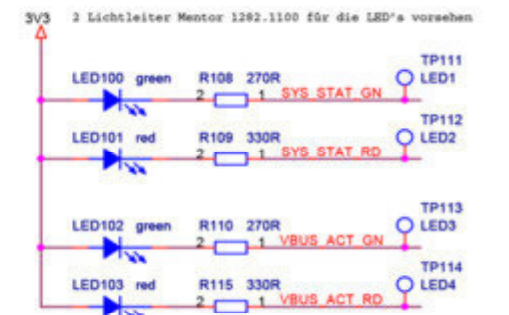 3V3 2 Lichtleiter Mentor 1282.1100 für die LED's vorsehen
TP111
LED100 green R108 270R LED1
2 1 SYS_STAT_GN
TP112
LED101 red R109 330R LED2
2 1 SYS_STAT_RD
TP113
LED102 green R110 270R LED3
2 1 VBUS_ACT_GN
TP114
LED103 red R115 330R LED4
2 1 VBUS_ACT_RD